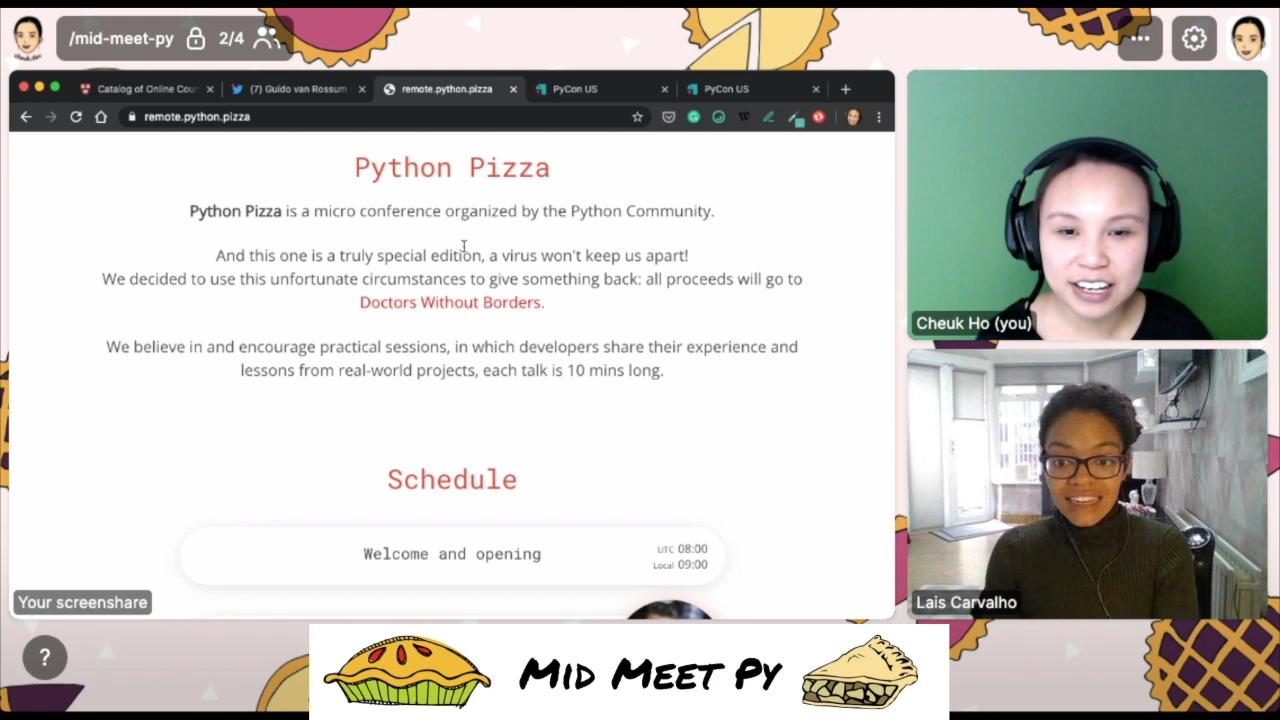 /mid-meet-py
2/4
Catalog of Online Cou
(7) Guido van Rossum
remote.python.pizza
PyCon US
PyCon US
remote.python.pizza
Python Pizza
Python Pizza is a micro conference organized by the Python Community.
And this one is a truly special edition, a virus won't keep us apart!
We decided to use this unfortunate circumstances to give something back: all proceeds will go to
Doctors Without Borders.
We believe in and encourage practical sessions, in which developers share their experience and
lessons from real-world projects, each talk is 10 mins long.
Schedule
Welcome and opening
UTC 08:00
Local 09:00
Your screenshare
Cheuk Ho (you)
Lais Carvalho
?
MID MEET PY